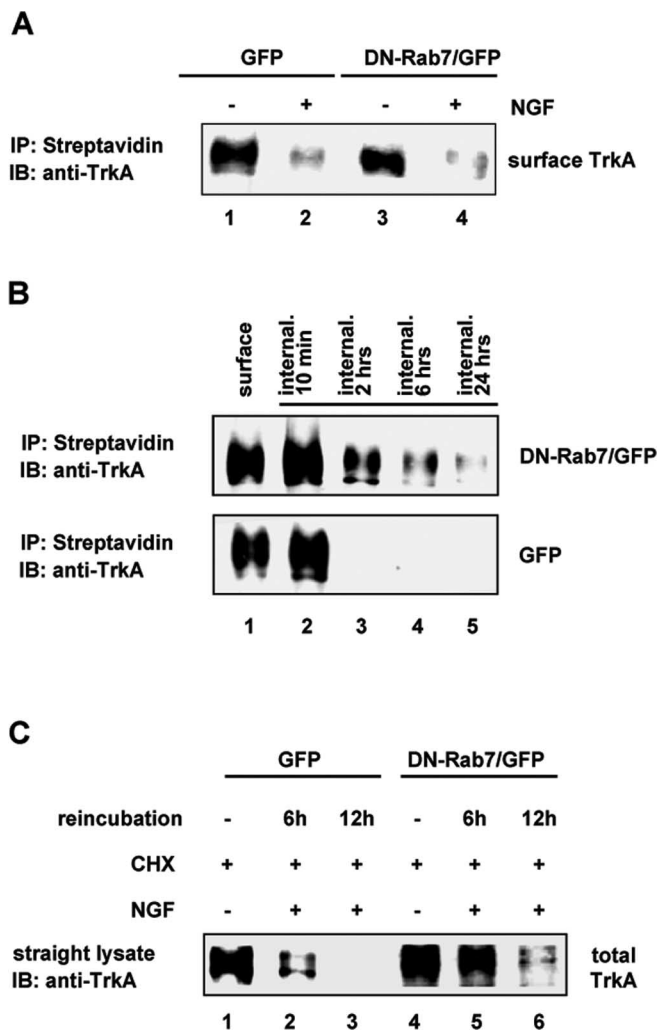 A
GFP DN-Rab7/GFP
- + - + NGF
IP: Streptavidin
IB: anti-TrkA
surface TrkA
1 2 3 4
B
surface
internal.
10 min
internal.
2 hrs
internal.
6 hrs
internal.
24 hrs
IP: Streptavidin
IB: anti-TrkA
DN-Rab7/GFP
IP: Streptavidin
IB: anti-TrkA
GFP
1 2 3 4 5
C
GFP DN-Rab7/GFP
reincubation - 6h 12h - 6h 12h
CHX + + + + + +
NGF - + + - + +
straight lysate
IB: anti-TrkA
total
TrkA
1 2 3 4 5 6